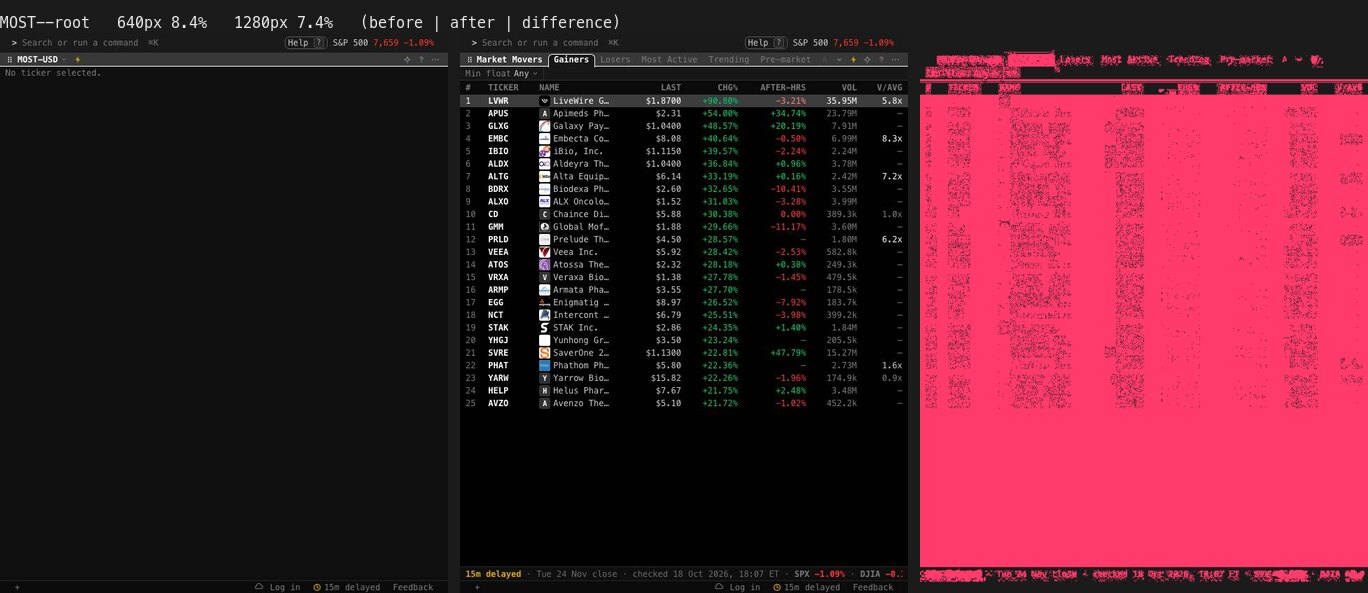 MOST--root 640px 8.4% 1280px 7.4% (before | after | difference)
> Search or run a command ⌘K Help ? S&P 500 7,659 −1.09%
MOST-USD
No ticker selected.
+ Log in 15m delayed Feedback
> Search or run a command ⌘K Help ? S&P 500 7,659 −1.09%
Market Movers Gainers Losers Most Active Trending Pre-market
Min float Any
# TICKER NAME LAST CHG% AFTER-HRS VOL V/AVG
1 LVWR LiveWire G… $1.8700 +90.80% −3.21% 35.95M 5.8x
2 APUS A Apimeds Ph… $2.31 +54.00% +34.74% 23.79M —
3 GLXG Galaxy Pay… $1.0400 +48.57% +20.19% 7.91M —
4 EMBC Embecta Co… $8.08 +40.64% −0.50% 6.99M 8.3x
5 IBIO iBio, Inc. $1.1150 +39.57% −2.24% 2.24M —
6 ALDX Aldeyra Th… $1.0400 +36.84% +0.96% 3.78M —
7 ALTG Alta Equip… $6.14 +33.19% +0.16% 2.42M 7.2x
8 BDRX Biodexa Ph… $2.60 +32.65% −10.41% 3.55M —
9 ALXO ALX Oncolo… $1.52 +31.03% −3.28% 3.99M —
10 CD C Chaince Di… $5.88 +30.38% 0.00% 389.3k 1.0x
11 GMM Global Mof… $1.88 +29.66% −11.17% 3.60M —
12 PRLD Prelude Th… $4.50 +28.57% — 1.80M 6.2x
13 VEEA Veea Inc. $5.92 +28.42% −2.53% 582.8k —
14 ATOS Atossa The… $2.32 +28.18% +0.38% 249.3k —
15 VRXA V Veraxa Bio… $1.38 +27.78% −1.45% 479.5k —
16 ARMP Armata Pha… $3.55 +27.70% — 178.5k —
17 EGG Enigmatig … $8.97 +26.52% −7.92% 183.7k —
18 NCT Intercont … $6.79 +25.51% −3.98% 399.2k —
19 STAK STAK Inc. $2.86 +24.35% +1.40% 1.84M —
20 YHGJ Yunhong Gr… $3.50 +23.24% — 205.5k —
21 SVRE SaverOne 2… $1.1300 +22.81% +47.79% 15.27M —
22 PHAT Phathom Ph… $5.80 +22.36% — 2.73M 1.6x
23 YARW Y Yarrow Bio… $15.82 +22.26% −1.96% 174.9k 0.9x
24 HELP H Helus Phar… $7.67 +21.75% +2.48% 3.48M —
25 AVZO A Avenzo The… $5.10 +21.72% −1.02% 452.2k —
15m delayed · Tue 24 Nov close · checked 18 Oct 2026, 18:07 ET · SPX −1.09% · DJIA −0.
+ Log in 15m delayed Feedback